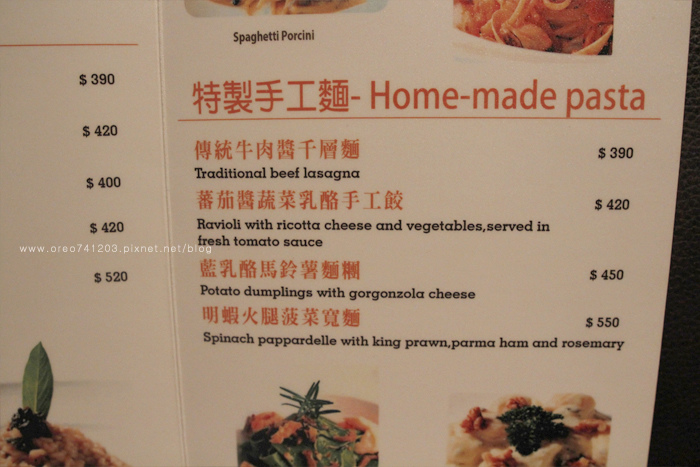 Spaghetti Porcini
$ 390
$ 420
$ 400
$ 420
$ 520
特製手工麵- Home-made pasta
傳統牛肉醬千層麵 $ 390
Traditional beef lasagna
蕃茄醬蔬菜乳酪手工餃 $ 420
Ravioli with ricotta cheese and vegetables,served in
fresh tomato sauce
藍乳酪馬鈴薯麵糰 $ 450
Potato dumplings with gorgonzola cheese
明蝦火腿菠菜寬麵 $ 550
Spinach pappardelle with king prawn,parma ham and rosemary
www.oreo741203.pixnet.net/blog